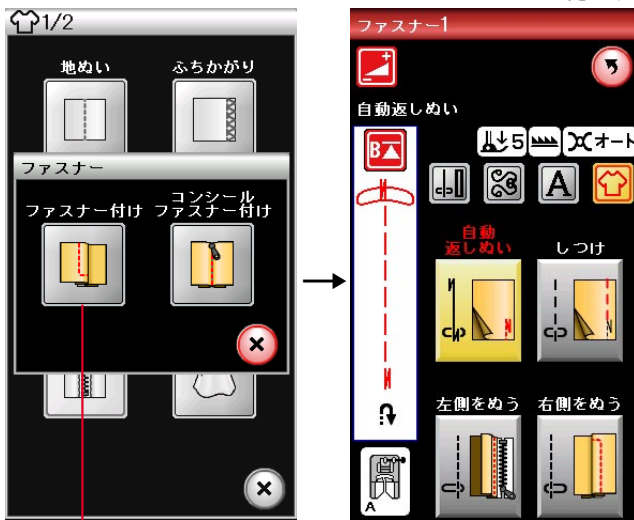 1/2
地ぬい
ふちかがり
ファスナー
ファスナー付け
コンシール
ファスナー付け
ファスナー1
自動返しぬい
B
5
オート
A
自動
返しぬい
しつけ
左側をぬう
右側をぬう
A